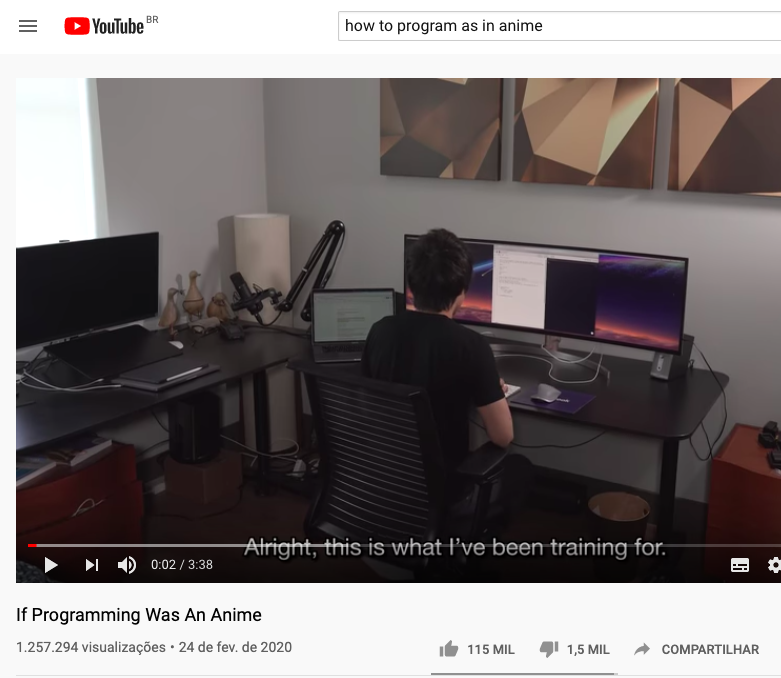 YouTube BR
how to program as in anime
Alright, this is what I've been training for.
0:02 / 3:38
If Programming Was An Anime
1.257.294 visualizações • 24 de fev. de 2020
115 MIL 1,5 MIL COMPARTILHAR